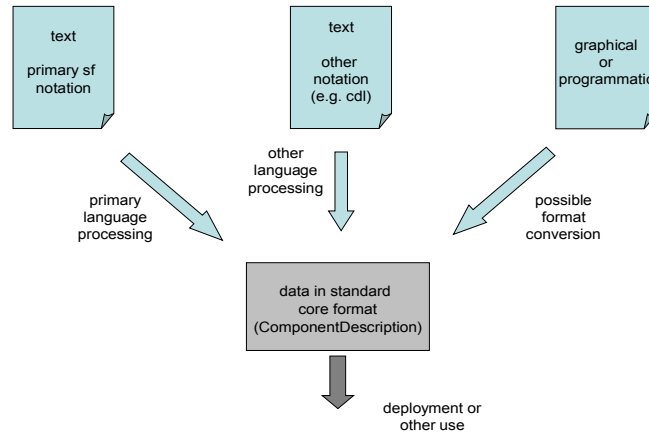 text
primary sf
notation
text
other
notation
(e.g. cdl)
graphical
or
programmatic
primary
language
processing
other
language
processing
possible
format
conversion
data in standard
core format
(ComponentDescription)
deployment or
other use